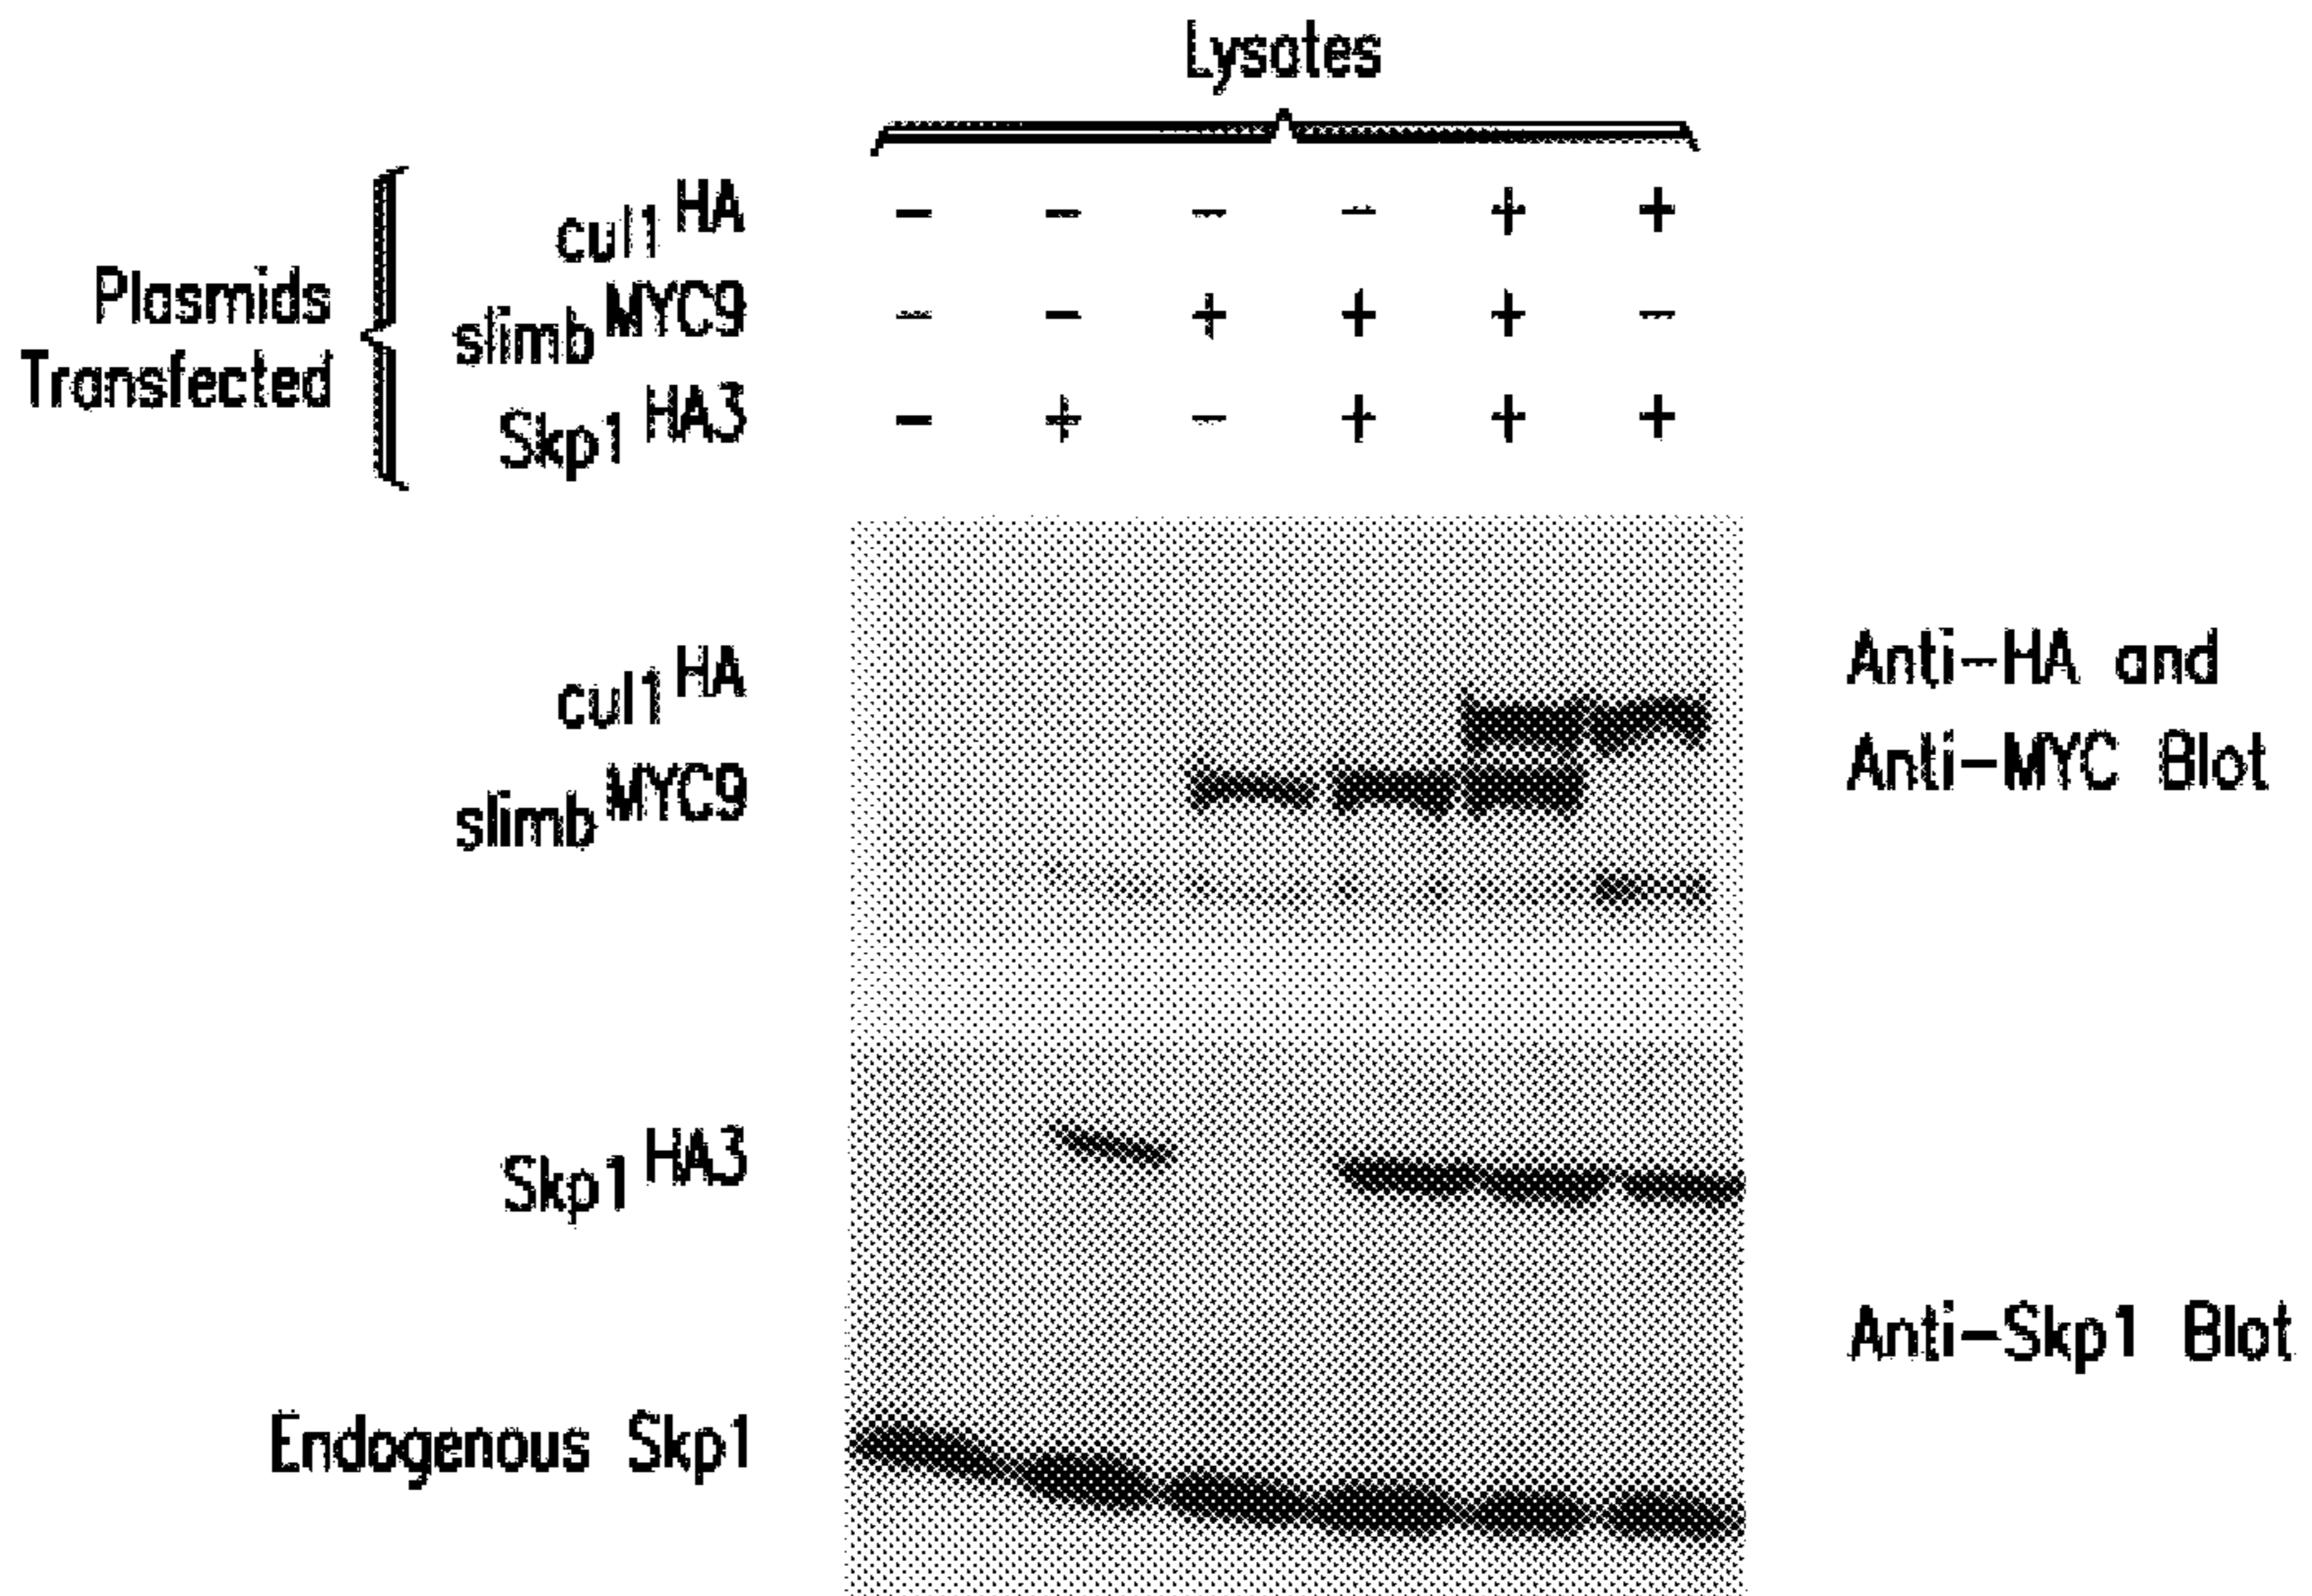 Lysates
cul1 HA - - - - + +
Plasmids Transfected
slimb MYC9 - - + + + -
Skp1 HA3 - + - + + +
cul1 HA
Anti-HA and
Anti-MYC Blot
slimb MYC9
Skp1 HA3
Anti-Skp1 Blot
Endogenous Skp1